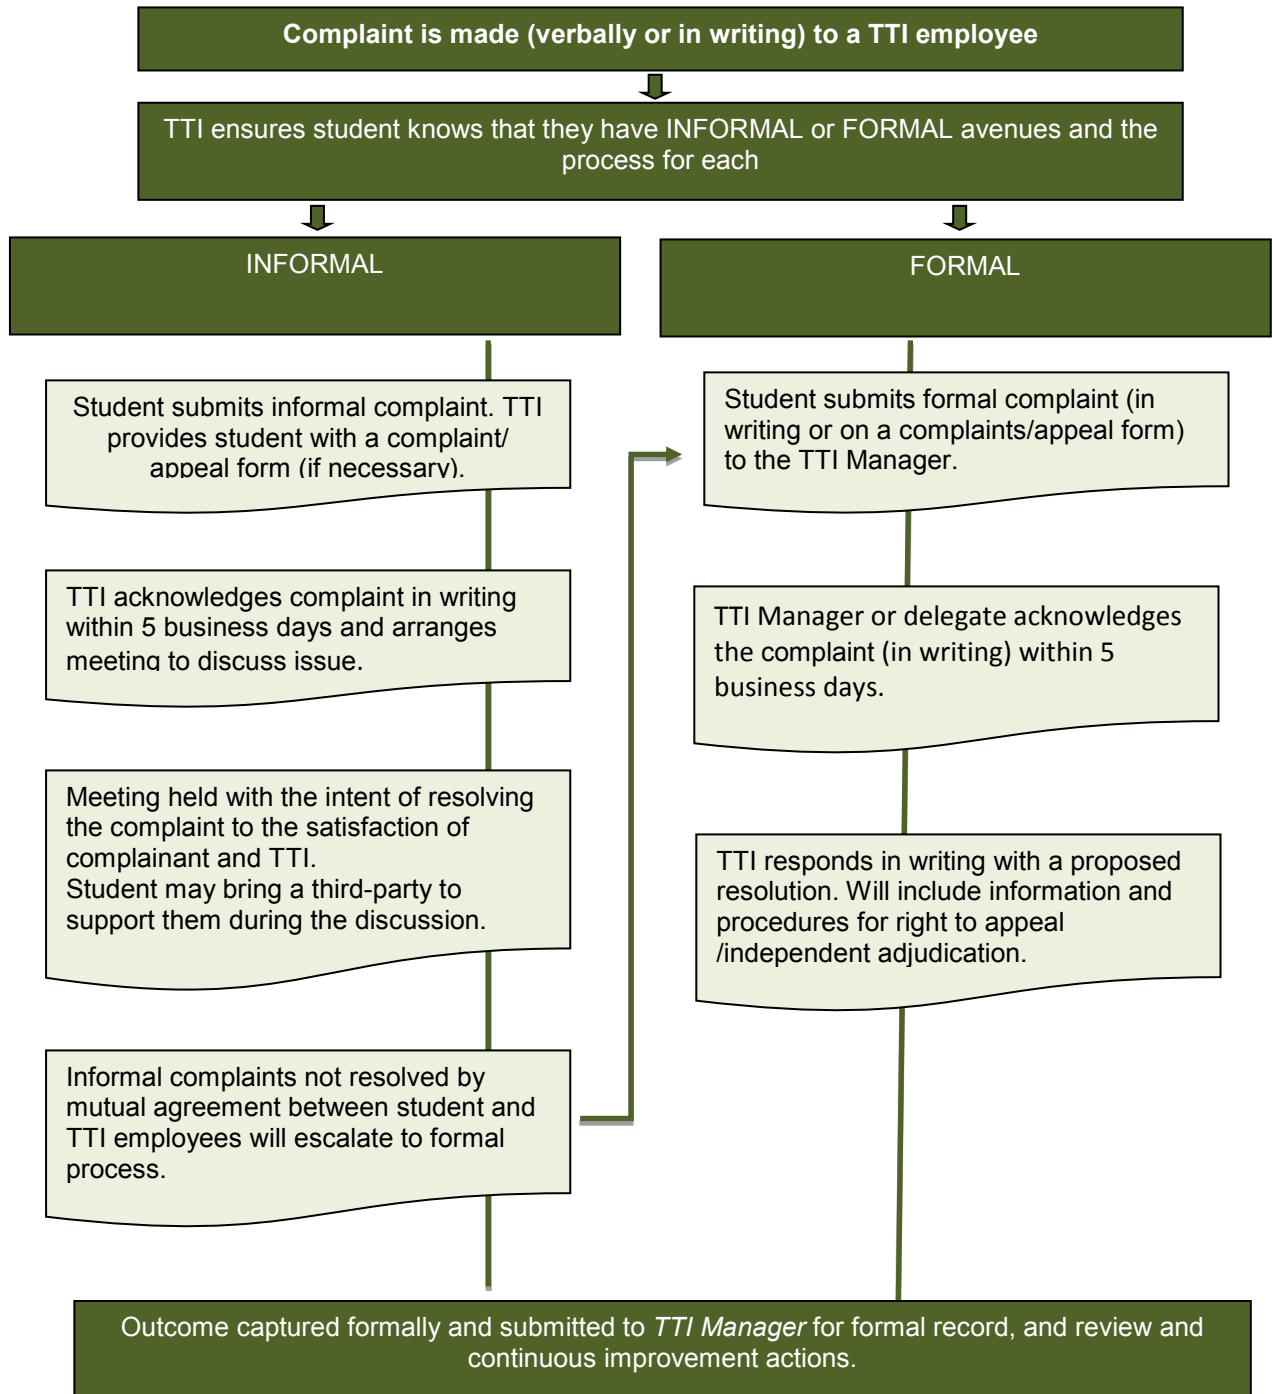 Complaint is made (verbally or in writing) to a TTI employee
TTI ensures student knows that they have INFORMAL or FORMAL avenues and the
process for each
INFORMAL
Student submits informal complaint. TTI
provides student with a complaint/
appeal form (if necessary).
TTI acknowledges complaint in writing
within 5 business days and arranges
meeting to discuss issue.
Meeting held with the intent of resolving
the complaint to the satisfaction of
complainant and TTI.
Student may bring a third-party to
support them during the discussion.
Informal complaints not resolved by
mutual agreement between student and
TTI employees will escalate to formal
process.
FORMAL
Student submits formal complaint (in
writing or on a complaints/appeal form)
to the TTI Manager.
TTI Manager or delegate acknowledges
the complaint (in writing) within 5
business days.
TTI responds in writing with a proposed
resolution. Will include information and
procedures for right to appeal
/independent adjudication.
Outcome captured formally and submitted to TTI Manager for formal record, and review and
continuous improvement actions.